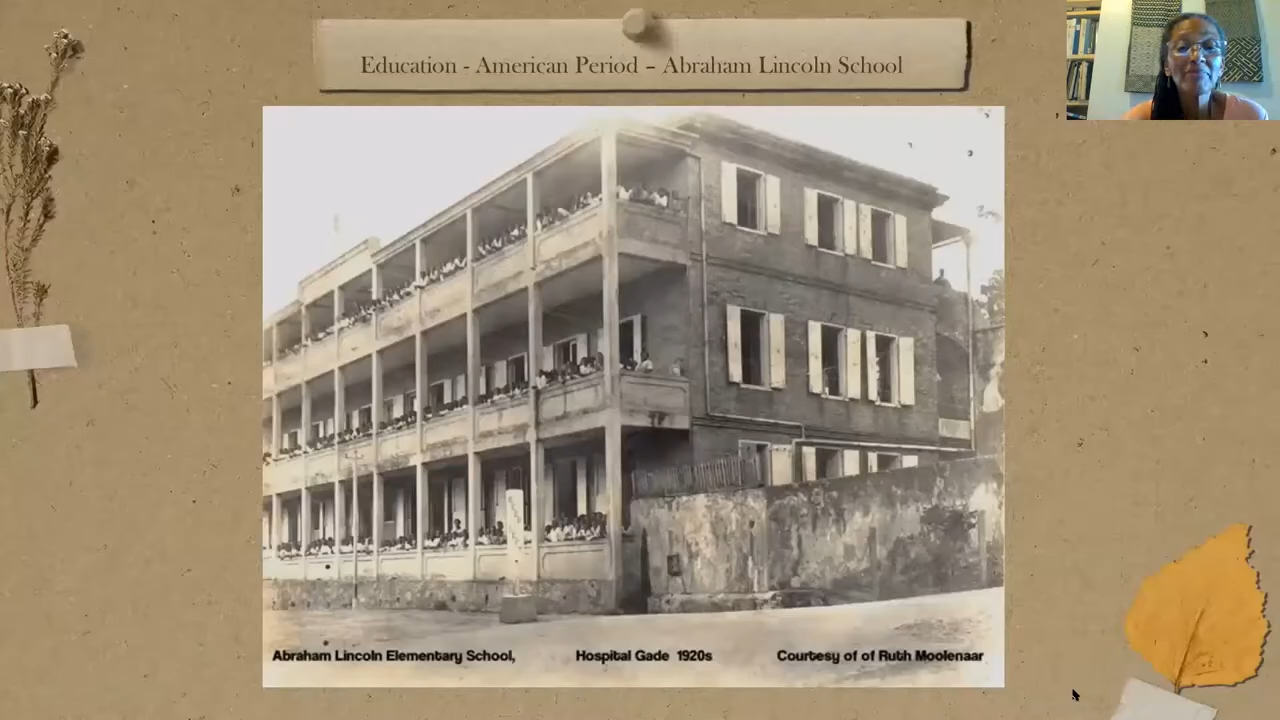 Education - American Period – Abraham Lincoln School
Abraham Lincoln Elementary School, Hospital Gade 1920s Courtesy of of Ruth Moolenaar